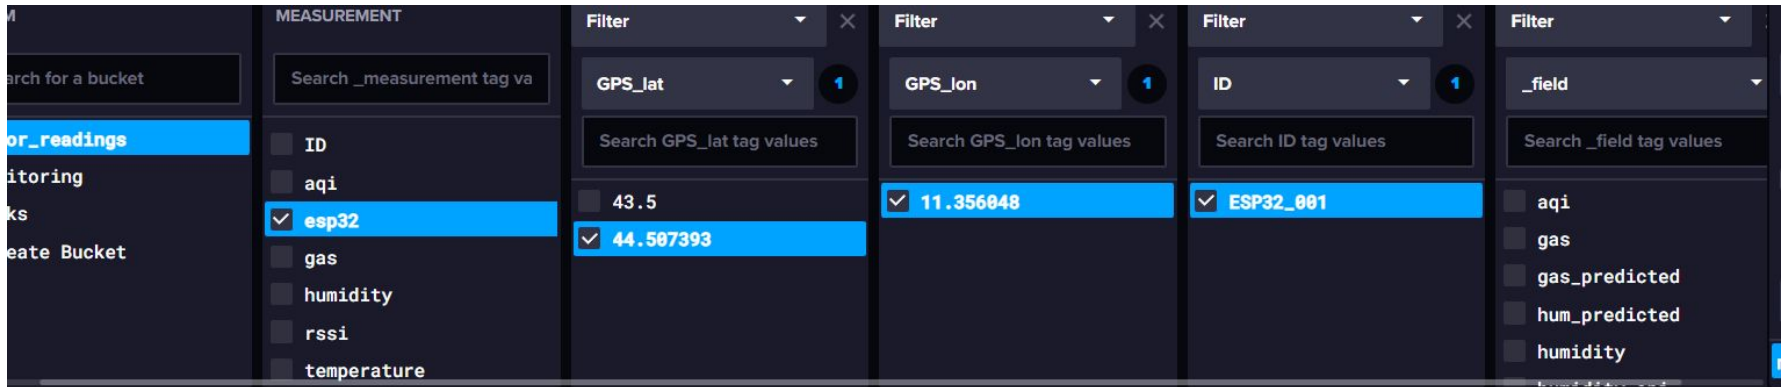 M
arch for a bucket
or_readings
itoring
ks
eate Bucket
MEASUREMENT
Search _measurement tag va
ID
aqi
esp32
gas
humidity
rssi
temperature
Filter
GPS_lat
1
Search GPS_lat tag values
43.5
44.507393
Filter
GPS_lon
1
Search GPS_lon tag values
11.356048
Filter
ID
1
Search ID tag values
ESP32_001
Filter
_field
Search _field tag values
aqi
gas
gas_predicted
hum_predicted
humidity